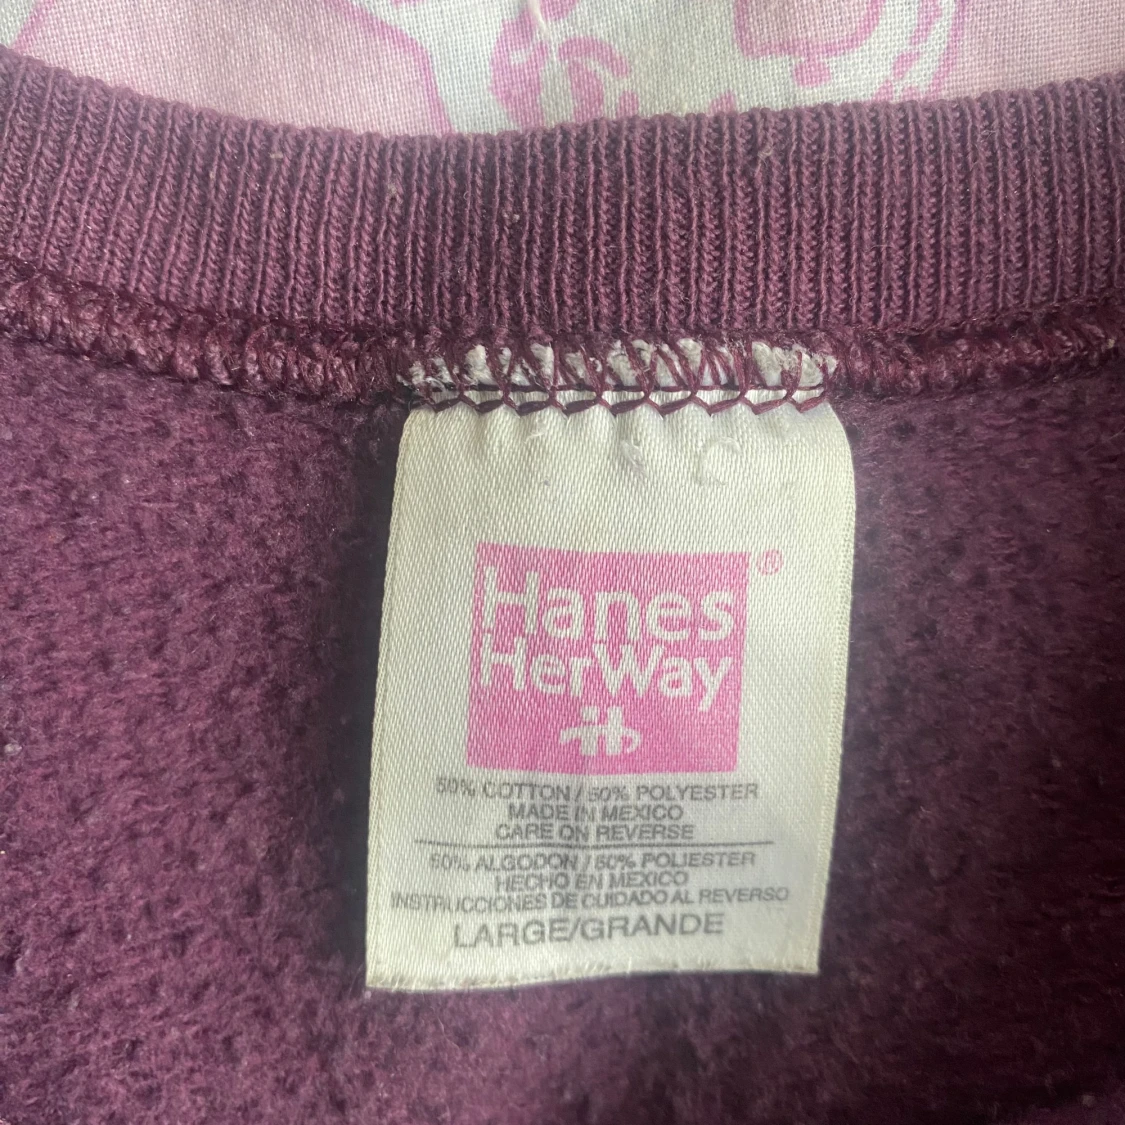 Hanes
HerWay
®
50% COTTON / 50% POLYESTER
MADE IN MEXICO
CARE ON REVERSE
50% ALGODON / 50% POLIESTER
HECHO EN MEXICO
INSTRUCCIONES DE CUIDADO AL REVERSO
LARGE/GRANDE